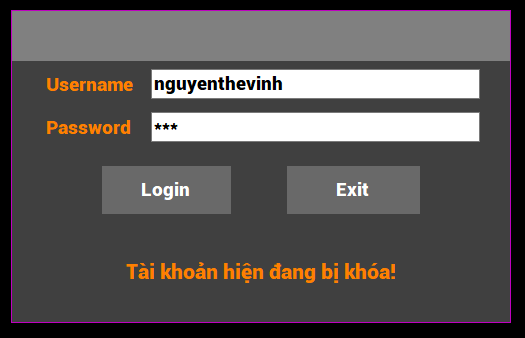 Username nguyenthevinh
Password ***
Login Exit
Tài khoản hiện đang bị khóa!